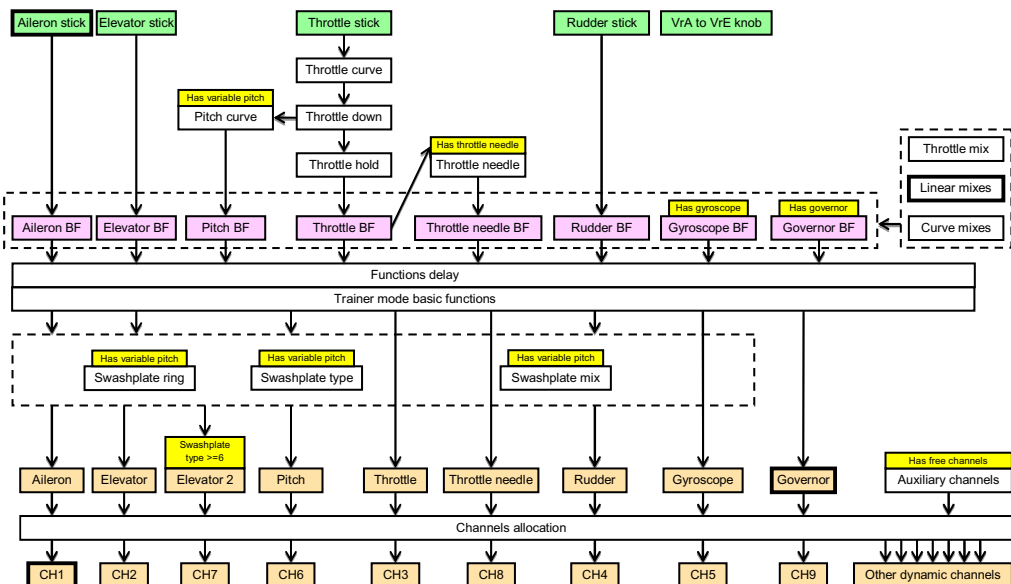 Aileron stick
Elevator stick
Throttle stick
Rudder stick
VrA to VrE knob
Throttle curve
Has variable pitch
Pitch curve
Throttle down
Has throttle needle
Throttle hold
Throttle needle
Throttle mix
Linear mixes
Curve mixes
Has gyroscope
Has governor
Aileron BF
Elevator BF
Pitch BF
Throttle BF
Throttle needle BF
Rudder BF
Gyroscope BF
Governor BF
Functions delay
Trainer mode basic functions
Has variable pitch
Swashplate ring
Has variable pitch
Swashplate type
Has variable pitch
Swashplate mix
Swashplate
type >=6
Has free channels
Aileron
Elevator
Elevator 2
Pitch
Throttle
Throttle needle
Rudder
Gyroscope
Governor
Auxiliary channels
Channels allocation
CH1
CH2
CH7
CH6
CH3
CH8
CH4
CH5
CH9
Other dynamic channels